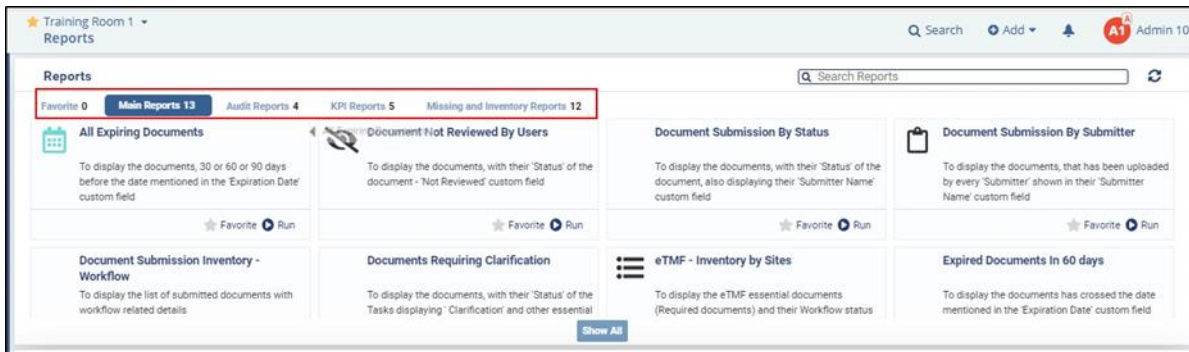 Training Room 1
Reports
Search
Add
A
A1
Admin 10
Reports
Search Reports
Favorite 0
Main Reports 13
Audit Reports 4
KPI Reports 5
Missing and Inventory Reports 12
All Expiring Documents
To display the documents, 30 or 60 or 90 days
before the date mentioned in the 'Expiration Date'
custom field
Favorite Run
Document Not Reviewed By Users
To display the documents, with their 'Status' of the
document - 'Not Reviewed' custom field
Favorite Run
Document Submission By Status
To display the documents, with their 'Status' of the
document, also displaying their 'Submitter Name'
custom field
Favorite Run
Document Submission By Submitter
To display the documents, that has been uploaded
by every 'Submitter' shown in their 'Submitter
Name' custom field
Favorite Run
Document Submission Inventory -
Workflow
To display the list of submitted documents with
workflow related details
Documents Requiring Clarification
To display the documents, with their 'Status' of the
Tasks displaying ' Clarification' and other essential
eTMF - Inventory by Sites
To display the eTMF essential documents
(Required documents) and their Workflow status
Expired Documents In 60 days
To display the documents has crossed the date
mentioned in the 'Expiration Date' custom field
Show All